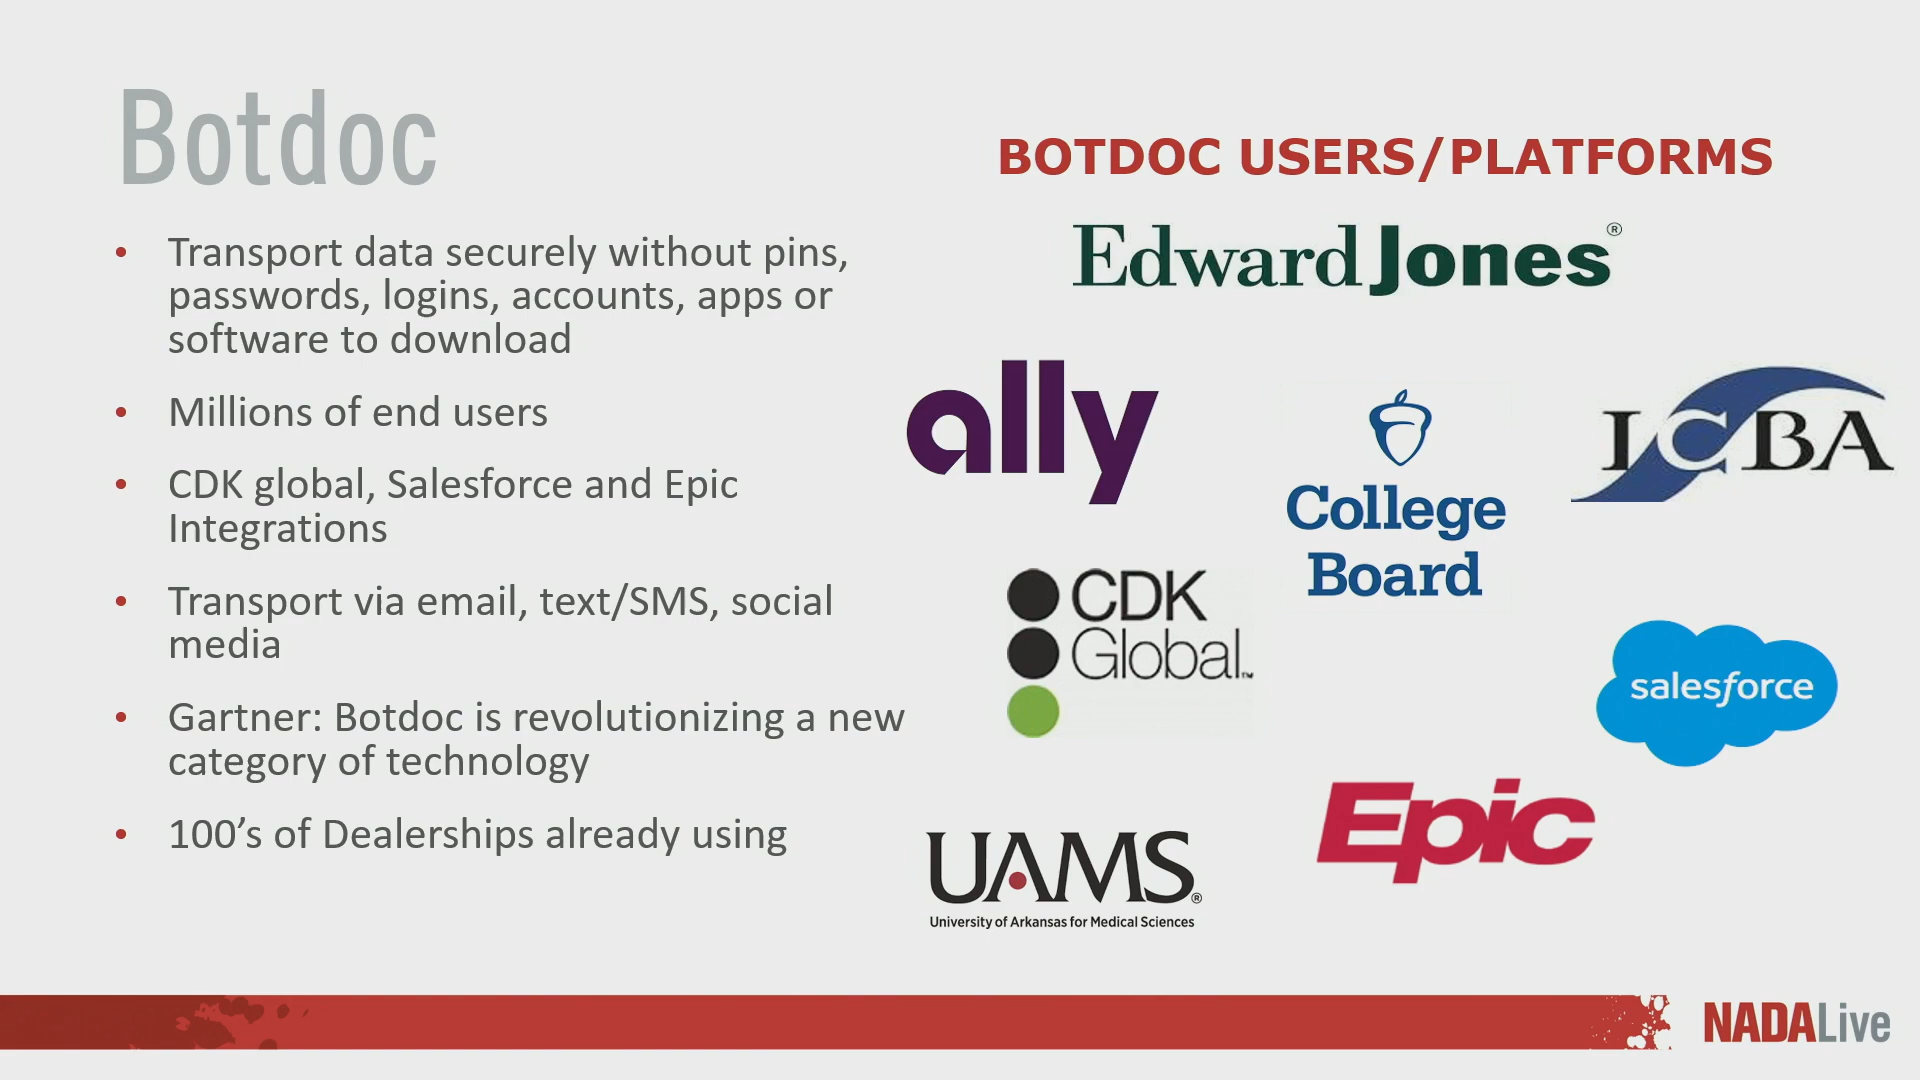 Botdoc
• Transport data securely without pins,
passwords, logins, accounts, apps or
software to download
• Millions of end users
• CDK global, Salesforce and Epic
Integrations
• Transport via email, text/SMS, social
media
• Gartner: Botdoc is revolutionizing a new
category of technology
• 100’s of Dealerships already using
BOTDOC USERS/PLATFORMS
Edward Jones®
ally
College
Board
ICBA
CDK
Global™
salesforce
Epic
UAMS®
University of Arkansas for Medical Sciences
NADALive